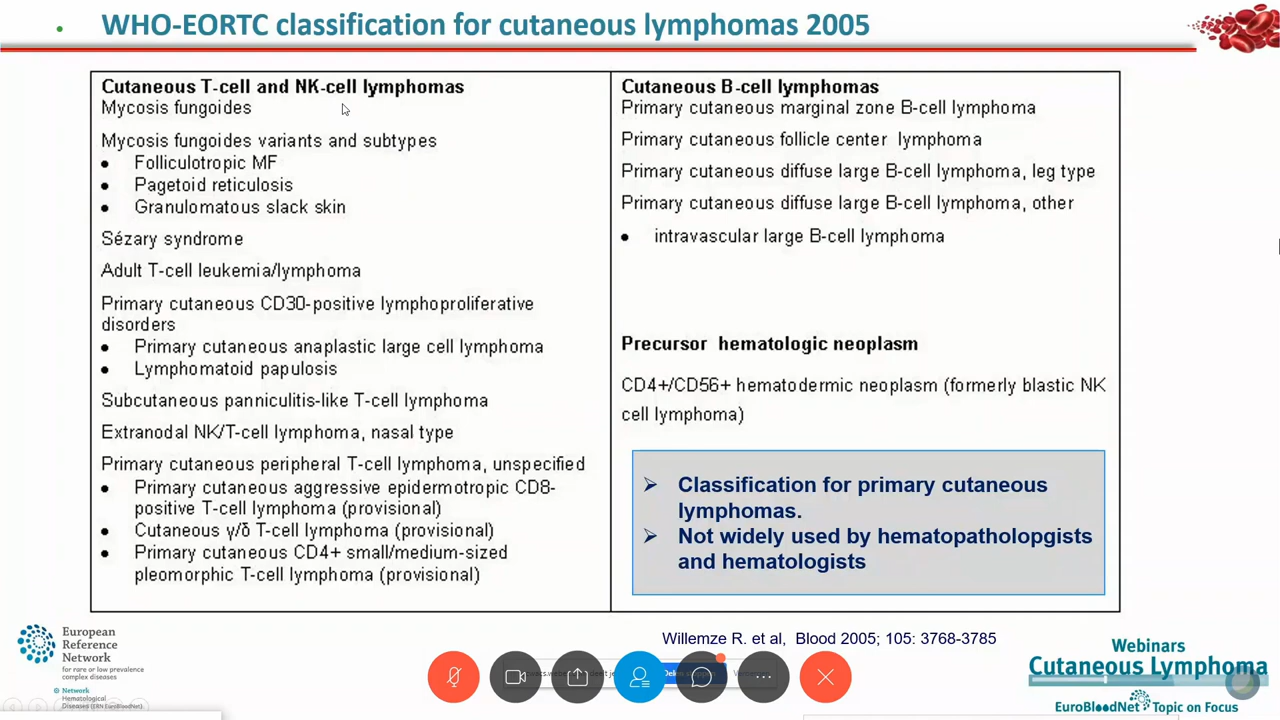 WHO-EORTC classification for cutaneous lymphomas 2005
Cutaneous T-cell and NK-cell lymphomas
Mycosis fungoides
Mycosis fungoides variants and subtypes
Folliculotropic MF
Pagetoid reticulosis
Granulomatous slack skin
Sézary syndrome
Adult T-cell leukemia/lymphoma
Primary cutaneous CD30-positive lymphoproliferative
disorders
Primary cutaneous anaplastic large cell lymphoma
Lymphomatoid papulosis
Subcutaneous panniculitis-like T-cell lymphoma
Extranodal NK/T-cell lymphoma, nasal type
Primary cutaneous peripheral T-cell lymphoma, unspecified
Primary cutaneous aggressive epidermotropic CD8-
positive T-cell lymphoma (provisional)
Cutaneous γ/δ T-cell lymphoma (provisional)
Primary cutaneous CD4+ small/medium-sized
pleomorphic T-cell lymphoma (provisional)
Cutaneous B-cell lymphomas
Primary cutaneous marginal zone B-cell lymphoma
Primary cutaneous follicle center lymphoma
Primary cutaneous diffuse large B-cell lymphoma, leg type
Primary cutaneous diffuse large B-cell lymphoma, other
intravascular large B-cell lymphoma
Precursor hematologic neoplasm
CD4+/CD56+ hematodermic neoplasm (formerly blastic NK
cell lymphoma)
Classification for primary cutaneous
lymphomas.
Not widely used by hematopathologists
and hematologists
Willemze R. et al, Blood 2005; 105: 3768-3785
European
Reference
Network
for rare or low prevalence
complex diseases
Network
Hematological
Diseases (ERN EuroBloodNet)
Webinars
Cutaneous Lymphoma
EuroBloodNet Topic on Focus